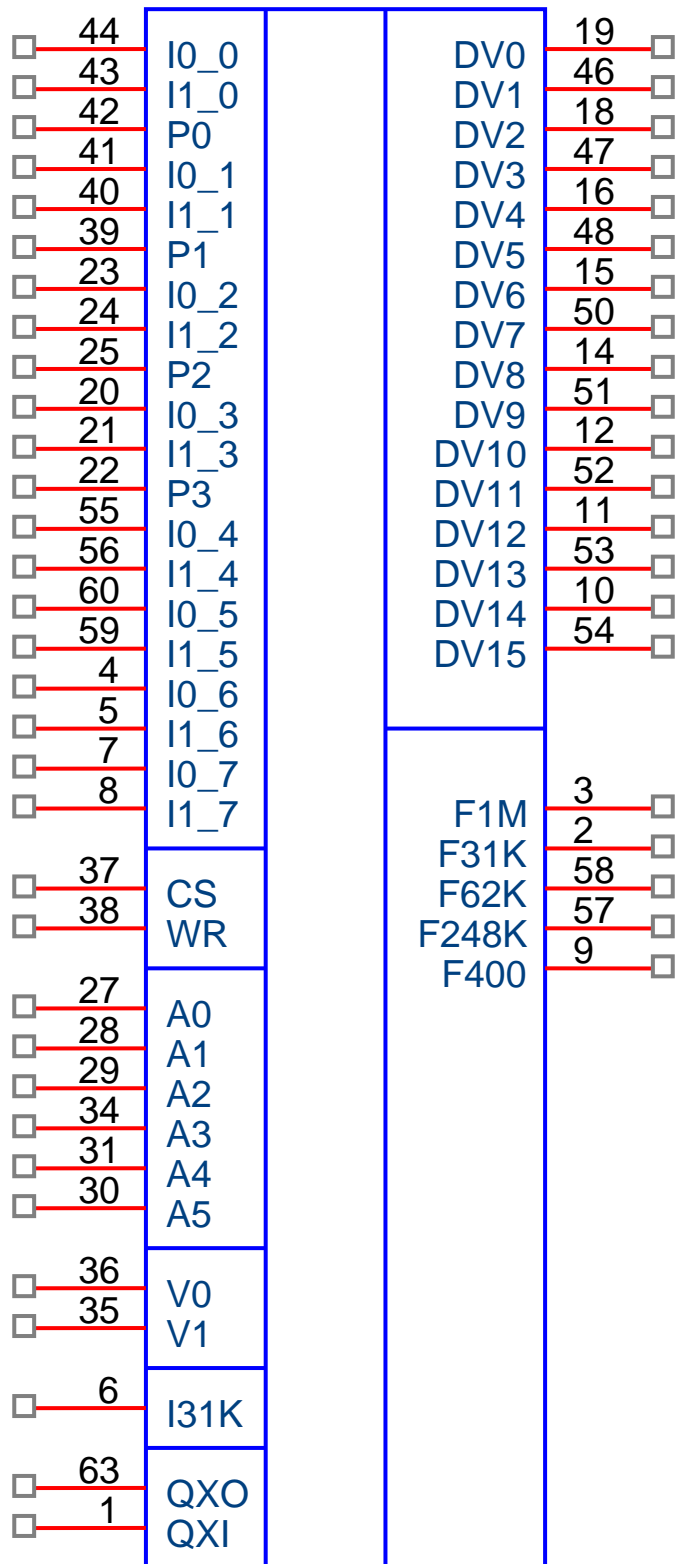 44 I0_0 DV0 19
43 I1_0 DV1 46
42 P0 DV2 18
41 I0_1 DV3 47
40 I1_1 DV4 16
39 P1 DV5 48
23 I0_2 DV6 15
24 I1_2 DV7 50
25 P2 DV8 14
20 I0_3 DV9 51
21 I1_3 DV10 12
22 P3 DV11 52
55 I0_4 DV12 11
56 I1_4 DV13 53
60 I0_5 DV14 10
59 I1_5 DV15 54
4 I0_6
5 I1_6
7 I0_7
8 I1_7 F1M 3
F31K 2
37 CS F62K 58
38 WR F248K 57
F400 9
27 A0
28 A1
29 A2
34 A3
31 A4
30 A5
36 V0
35 V1
6 I31K
63 QXO
1 QXI